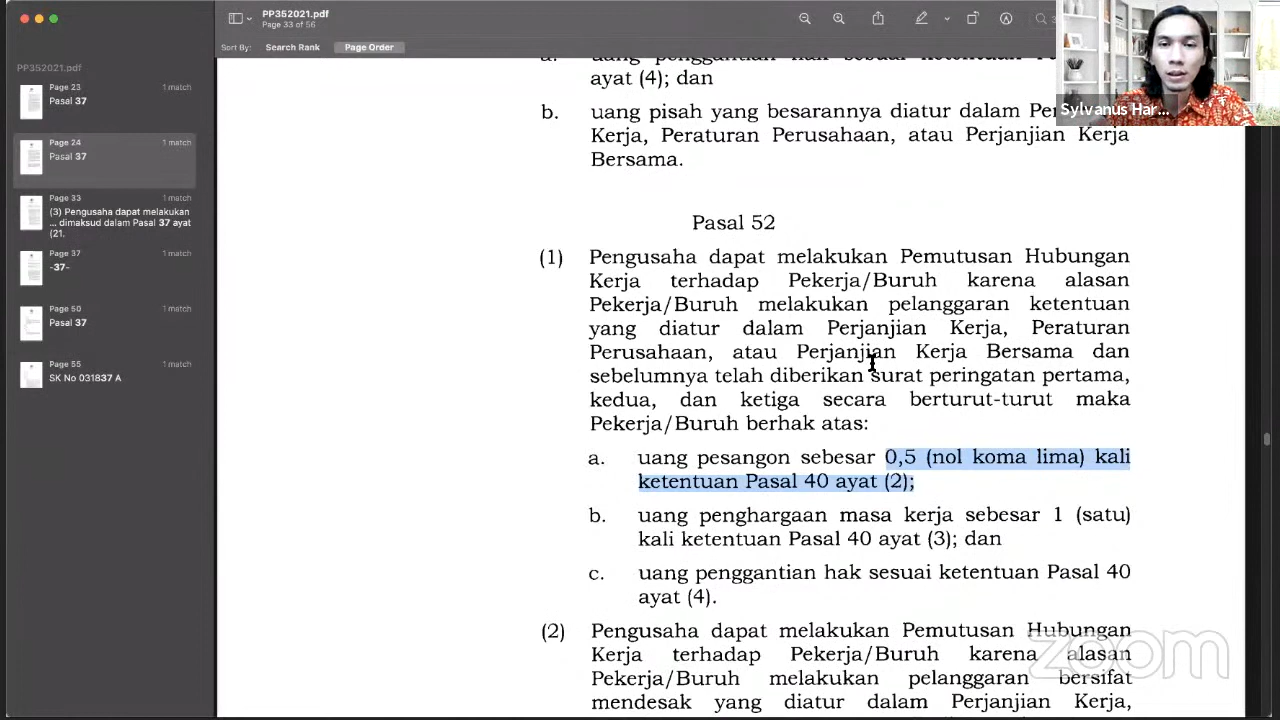 PP352021.pdf
Page 33 of 56
Sort By: Search Rank Page Order
PP352021.pdf
Page 23 1 match
Pasal 37
Page 24 1 match
Pasal 37
Page 33 1 match
(3) Pengusaha dapat melakukan
... dimaksud dalam Pasal 37 ayat
(21.
Page 37 1 match
-37-
Page 50 1 match
Pasal 37
Page 55 1 match
SK No 031837 A
Sylvanus Har...
ayat (4); dan
b. uang pisah yang besarannya diatur dalam
Kerja, Peraturan Perusahaan, atau Perjanjian Kerja
Bersama.
Pasal 52
(1) Pengusaha dapat melakukan Pemutusan Hubungan
Kerja terhadap Pekerja/Buruh karena alasan
Pekerja/Buruh melakukan pelanggaran ketentuan
yang diatur dalam Perjanjian Kerja, Peraturan
Perusahaan, atau Perjanjian Kerja Bersama dan
sebelumnya telah diberikan surat peringatan pertama,
kedua, dan ketiga secara berturut-turut maka
Pekerja/Buruh berhak atas:
a. uang pesangon sebesar 0,5 (nol koma lima) kali
ketentuan Pasal 40 ayat (2);
b. uang penghargaan masa kerja sebesar 1 (satu)
kali ketentuan Pasal 40 ayat (3); dan
c. uang penggantian hak sesuai ketentuan Pasal 40
ayat (4).
(2) Pengusaha dapat melakukan Pemutusan Hubungan
Kerja terhadap Pekerja/Buruh karena alasan
Pekerja/Buruh melakukan pelanggaran bersifat
mendesak yang diatur dalam Perjanjian Kerja,
zoom